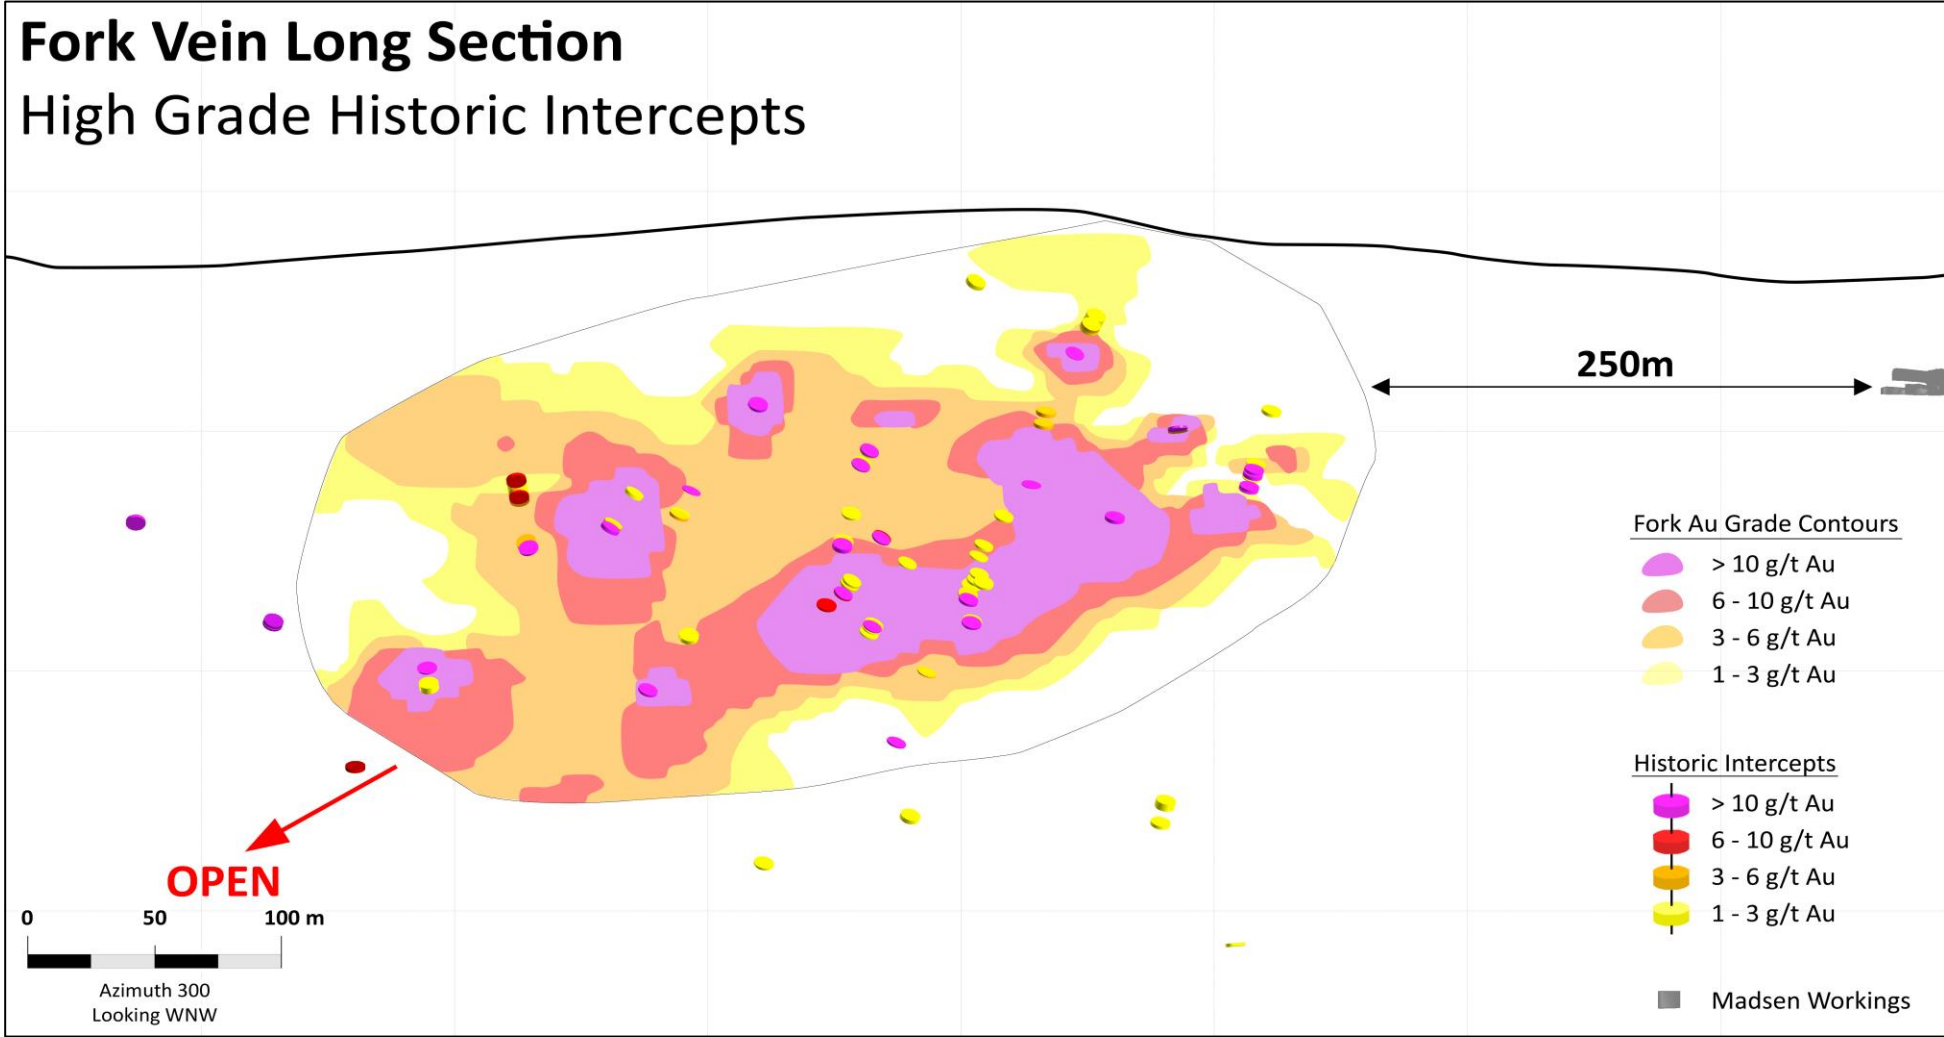 Fork Vein Long Section
High Grade Historic Intercepts
250m
Fork Au Grade Contours
> 10 g/t Au
6 - 10 g/t Au
3 - 6 g/t Au
1 - 3 g/t Au
Historic Intercepts
> 10 g/t Au
6 - 10 g/t Au
3 - 6 g/t Au
1 - 3 g/t Au
Madsen Workings
OPEN
0 50 100 m
Azimuth 300
Looking WNW